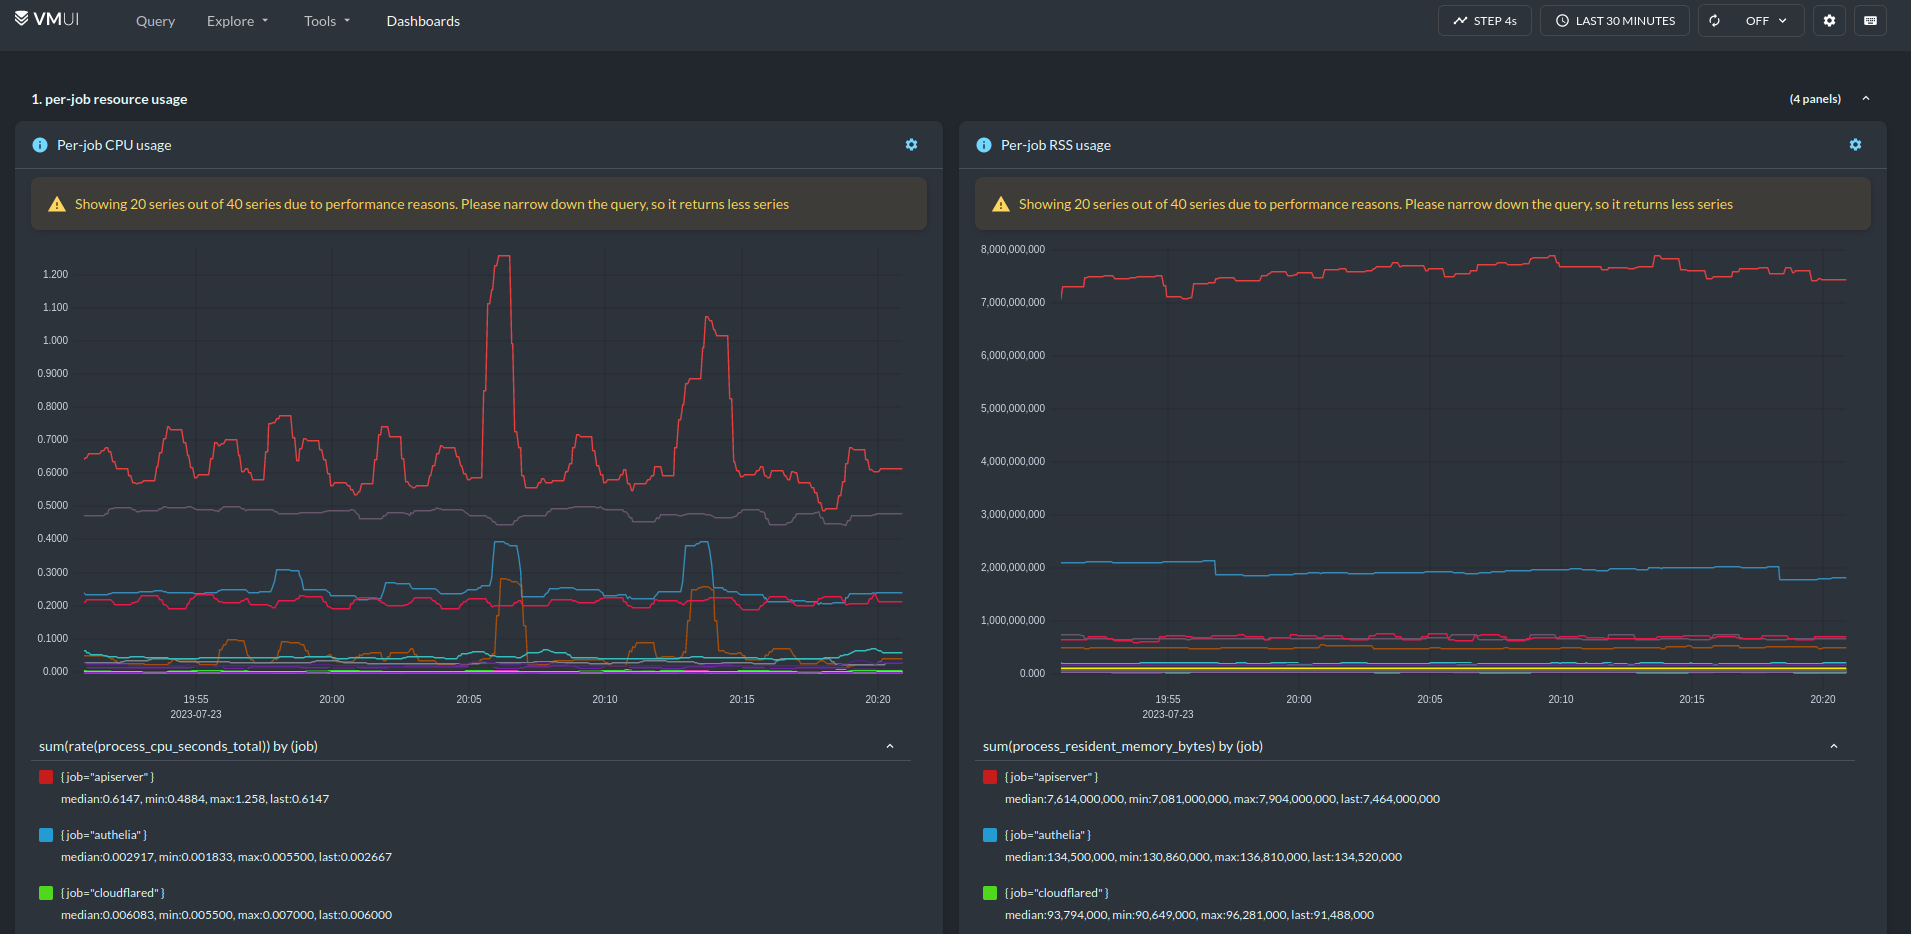 VMUI
Query Explore Tools Dashboards
STEP 4s LAST 30 MINUTES OFF
1. per-job resource usage (4 panels)
Per-job CPU usage
Showing 20 series out of 40 series due to performance reasons. Please narrow down the query, so it returns less series
1.200
1.100
1.000
0.9000
0.8000
0.7000
0.6000
0.5000
0.4000
0.3000
0.2000
0.1000
0.000
19:55 20:00 20:05 20:10 20:15 20:20
2023-07-23
sum(rate(process_cpu_seconds_total)) by (job)
{job="apiserver"}
median:0.6147, min:0.4884, max:1.258, last:0.6147
{job="authelia"}
median:0.002917, min:0.001833, max:0.005500, last:0.002667
{job="cloudflared"}
median:0.006083, min:0.005500, max:0.007000, last:0.006000
Per-job RSS usage
Showing 20 series out of 40 series due to performance reasons. Please narrow down the query, so it returns less series
8,000,000,000
7,000,000,000
6,000,000,000
5,000,000,000
4,000,000,000
3,000,000,000
2,000,000,000
1,000,000,000
0.000
19:55 20:00 20:05 20:10 20:15 20:20
2023-07-23
sum(process_resident_memory_bytes) by (job)
{job="apiserver"}
median:7,614,000,000, min:7,081,000,000, max:7,904,000,000, last:7,464,000,000
{job="authelia"}
median:134,500,000, min:130,860,000, max:136,810,000, last:134,520,000
{job="cloudflared"}
median:93,794,000, min:90,649,000, max:96,281,000, last:91,488,000